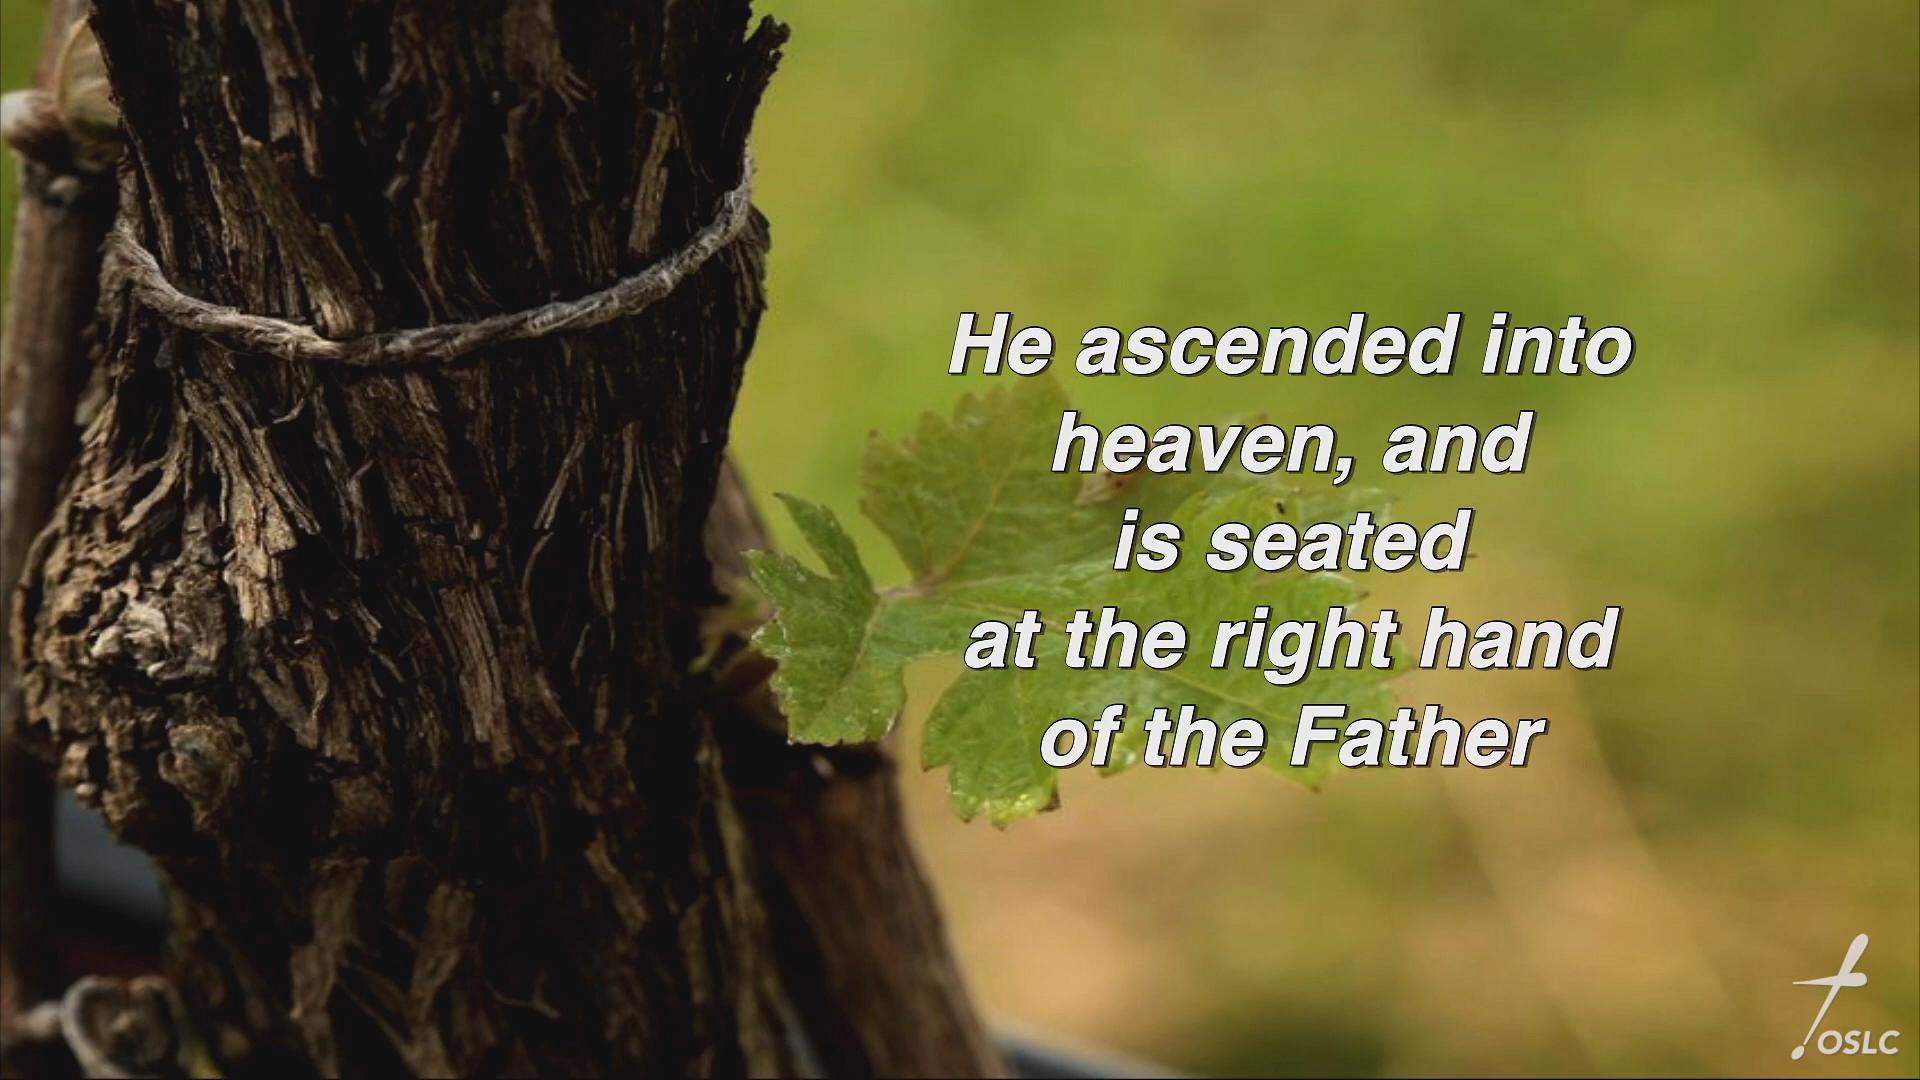 He ascended into
heaven, and
is seated
at the right hand
of the Father
OSLC